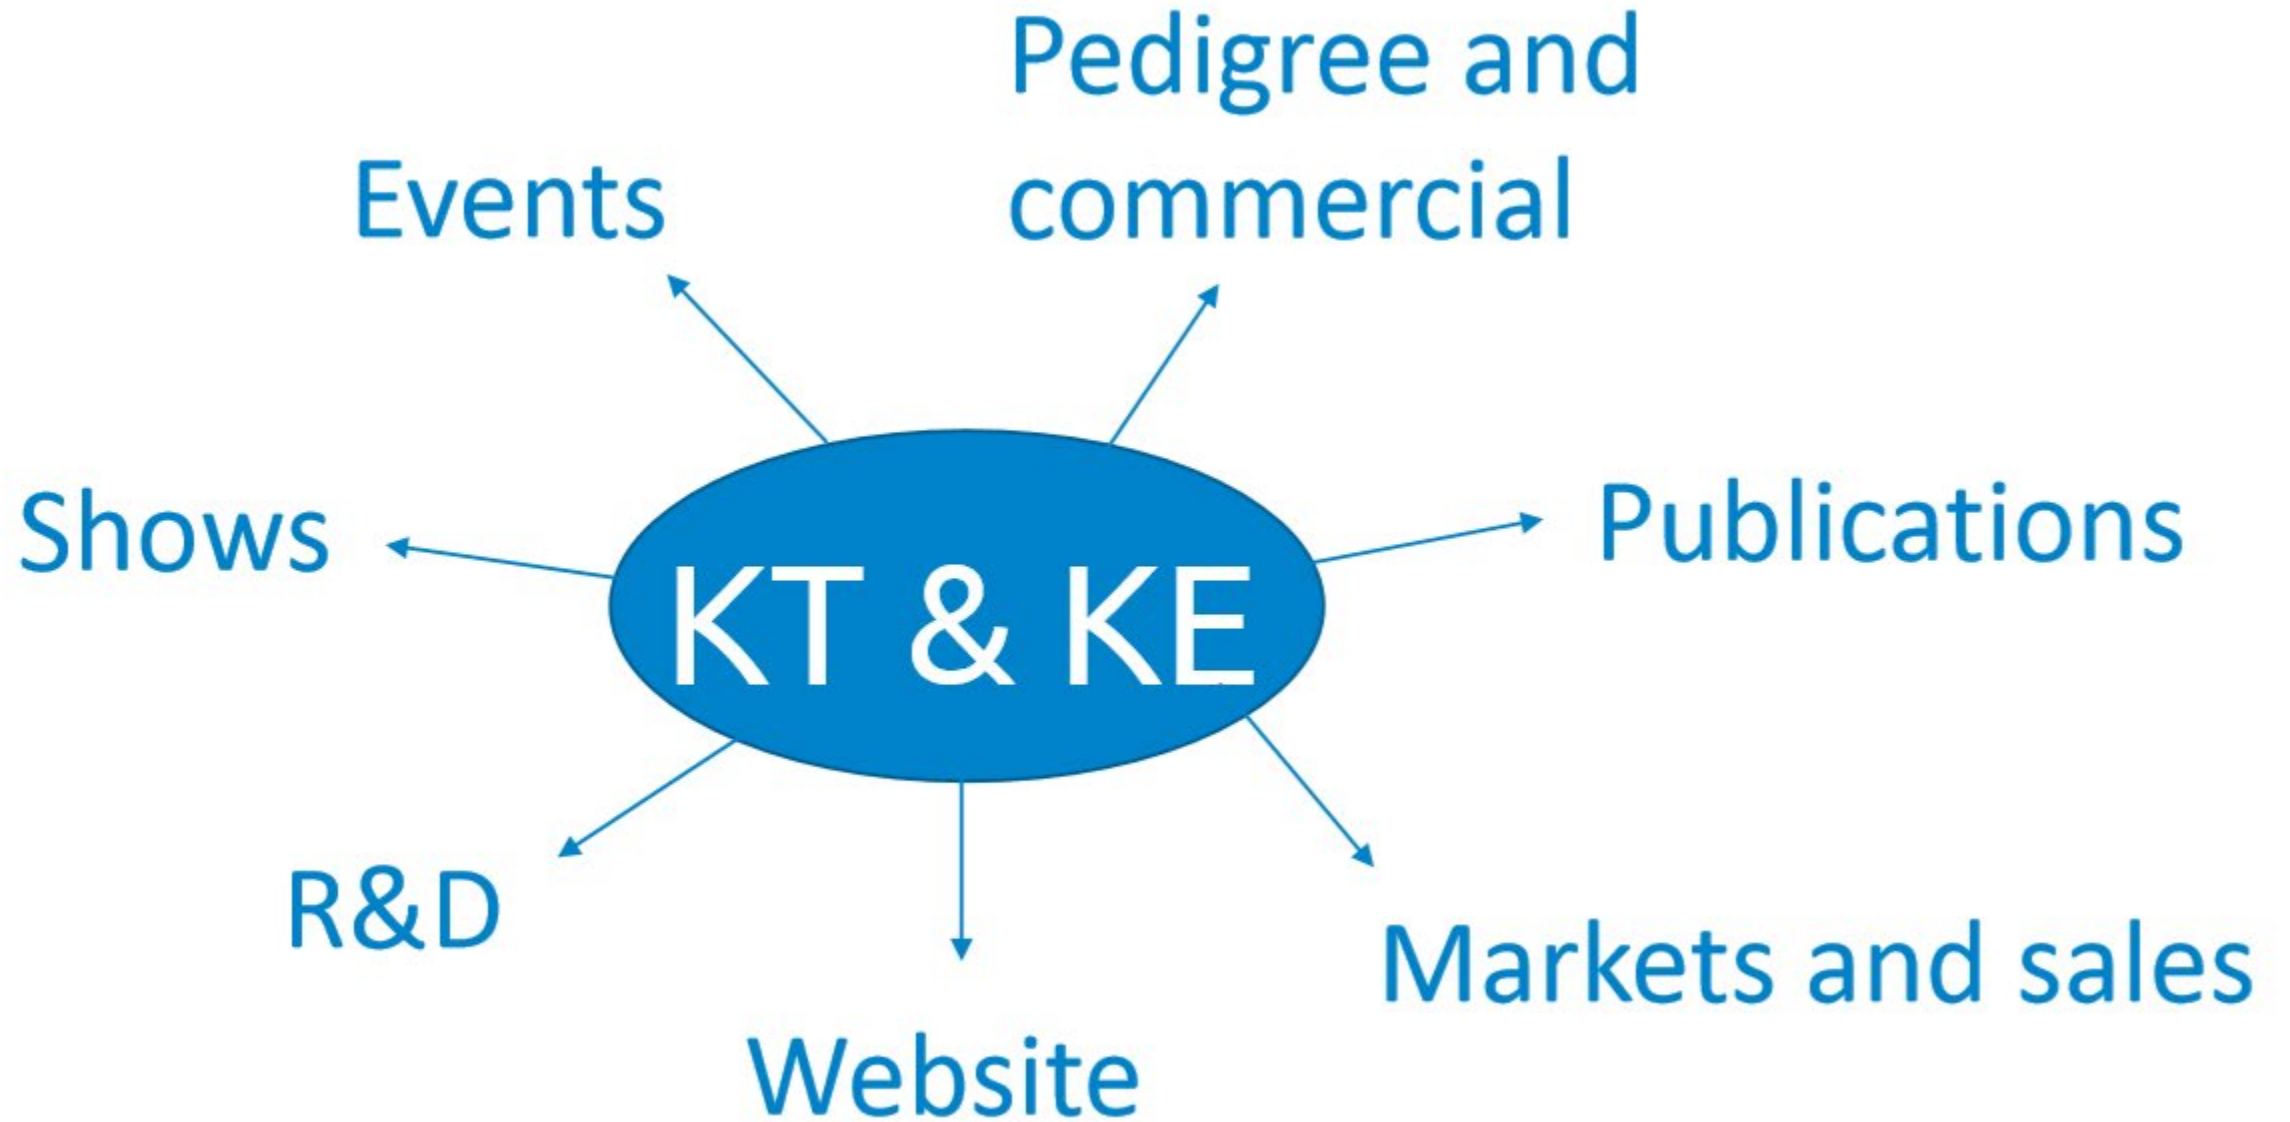 Pedigree and
commercial
Events
Shows
Publications
KT & KE
R&D
Markets and sales
Website